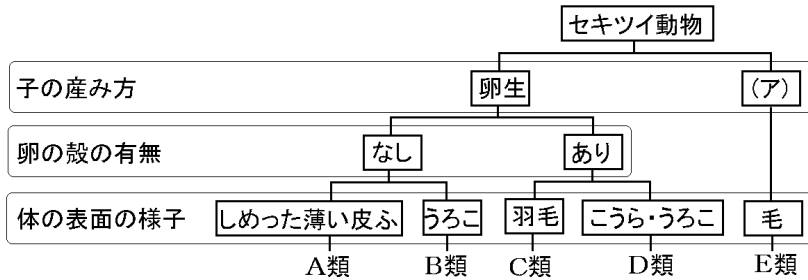 セキツイ動物
子の産み方 卵生 (ア)
卵の殻の有無 なし あり
体の表面の様子 しめった薄い皮ふ うろこ 羽毛 こうら・うろこ 毛
A類 B類 C類 D類 E類